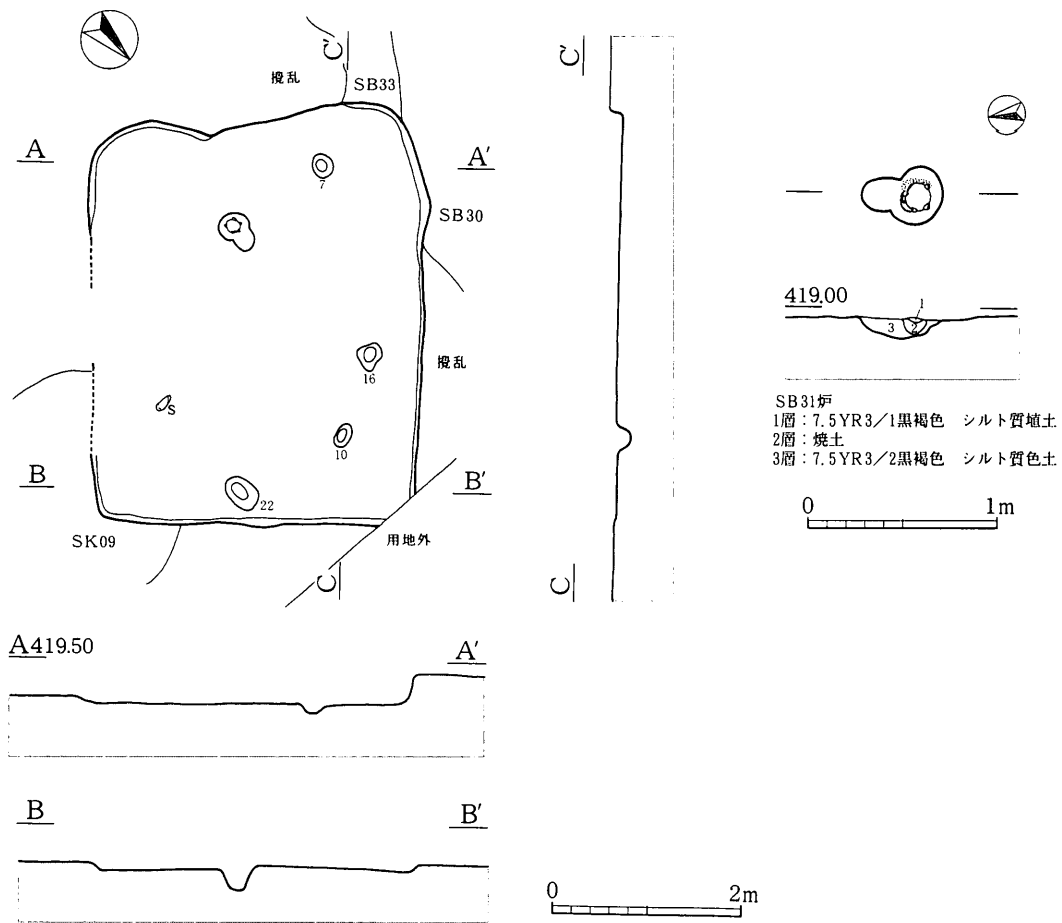 C'
攪乱
SB33
A
A'
7
SB30
攪乱
16
S
10
B
B'
22
SK09
用地外
C
C'
C
419.00
1
3
2
SB31炉
1層：7.5YR3／1黒褐色　シルト質埴土
2層：焼土
3層：7.5YR3／2黒褐色　シルト質色土
0 1m
A419.50
A'
B
B'
0 2m